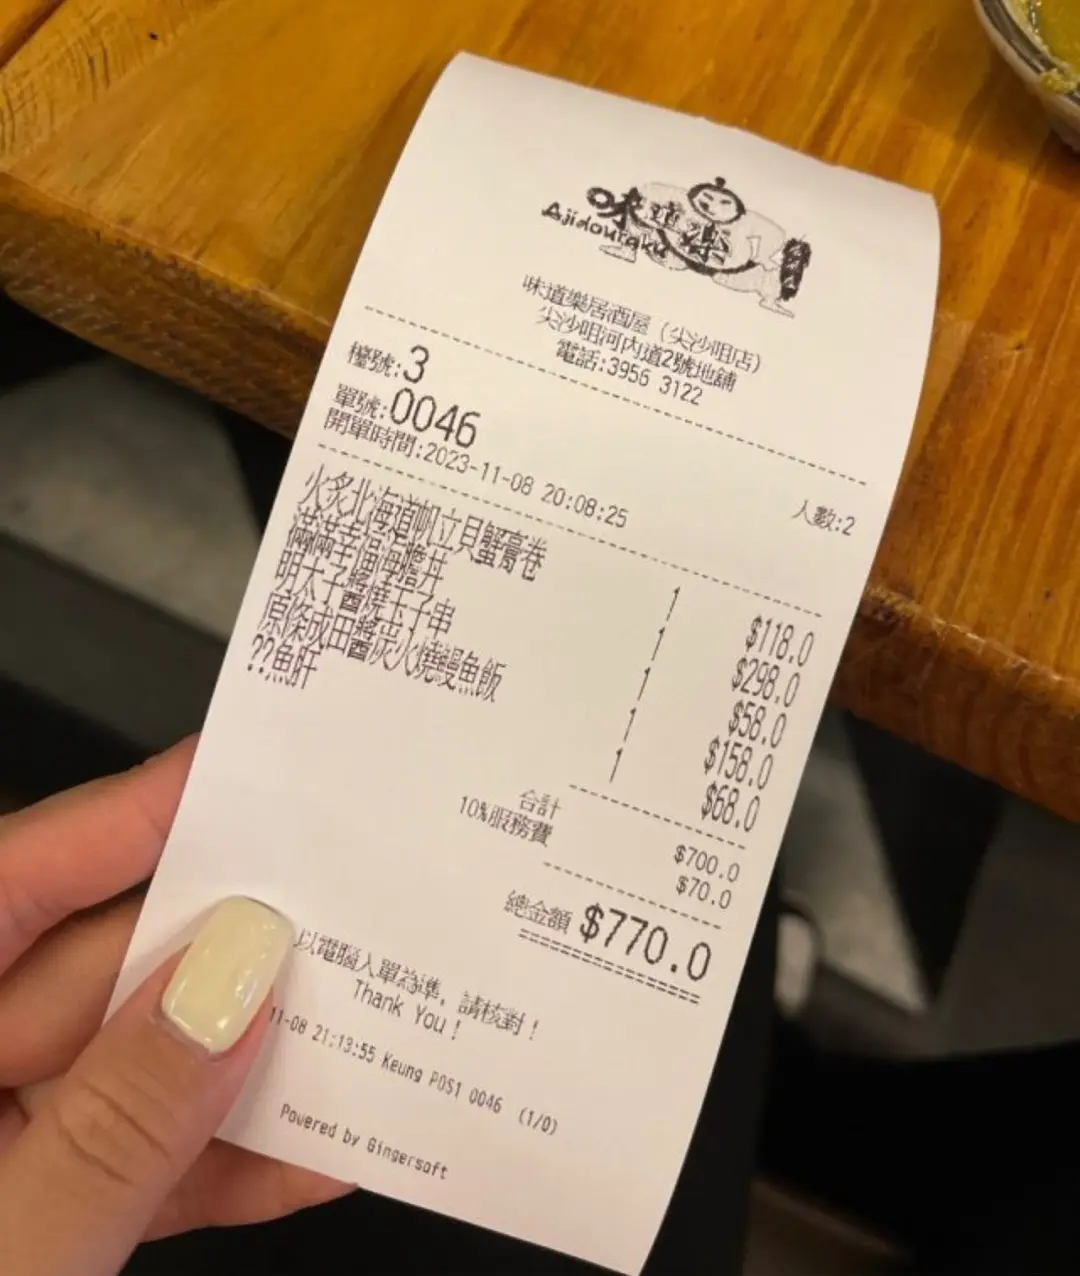 味道樂
Ajidouraku
味道樂居酒屋（尖沙咀店）
尖沙咀河內道2號地舖
電話:3956 3122
檯號:3
單號:0046
開單時間:2023-11-08 20:08:25
人數:2
火炙北海道帆立貝蟹膏卷 1 $118.0
滿滿幸福海膽丼 1 $298.0
明太子醬燒玉子串 1 $58.0
原條成田醬炭火燒鰻魚飯 1 $158.0
??魚肝 1 $68.0
合計 $700.0
10%服務費 $70.0
總金額 $770.0
以電腦入單為準，請核對！
Thank You！
11-08 21:13:55 Keung POS1 0046 (1/0)
Powered by Gingersoft